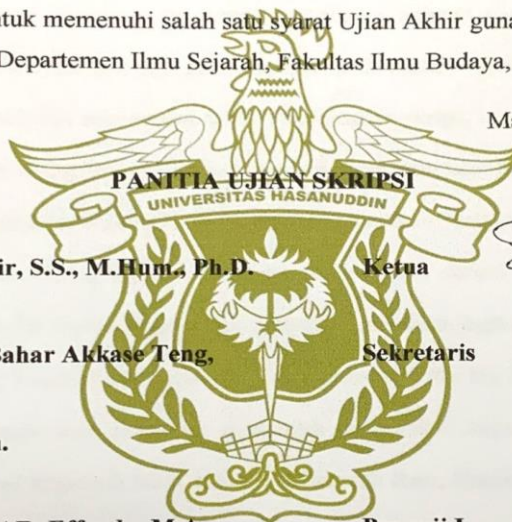 tuk memenuhi salah satu syarat Ujian Akhir guna
Departemen Ilmu Sejarah, Fakultas Ilmu Budaya,
PANITIA UJIAN SKRIPSI
UNIVERSITAS HASANUDDIN
ir, S.S., M.Hum., Ph.D. Ketua
Bahar Akkase Teng, Sekretaris